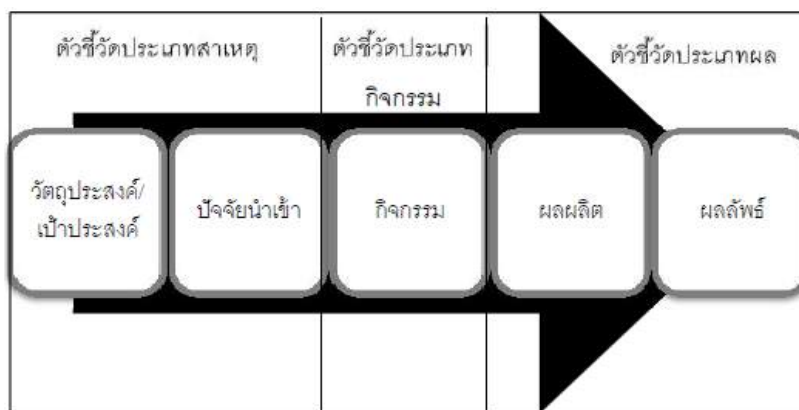 ตัวชี้วัดประเภทสาเหตุ
ตัวชี้วัดประเภท
กิจกรรม
ตัวชี้วัดประเภทผล
วัตถุประสงค์/
เป้าประสงค์
ปัจจัยนำเข้า
กิจกรรม
ผลผลิต
ผลลัพธ์